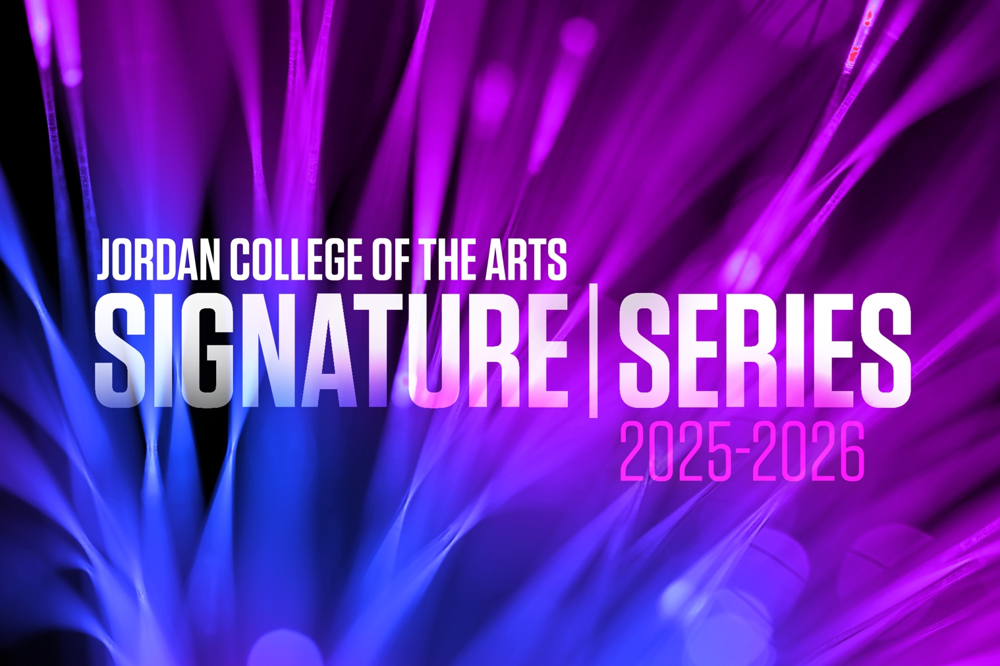 JORDAN COLLEGE OF THE ARTS
SIGNATURE | SERIES
2025-2026